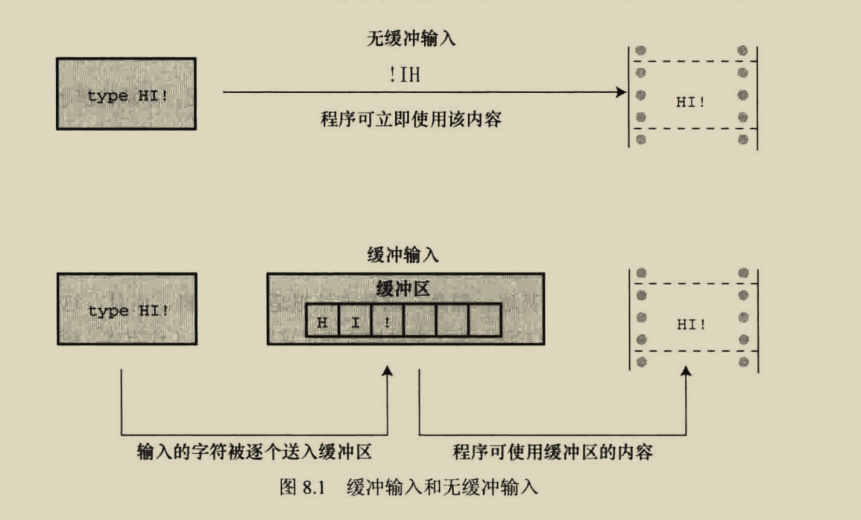 无缓冲输入
type HI!
!IH
HI!
程序可立即使用该内容
缓冲输入
缓冲区
type HI!
H I !
HI!
输入的字符被逐个送入缓冲区
程序可使用缓冲区的内容
图 8.1 缓冲输入和无缓冲输入